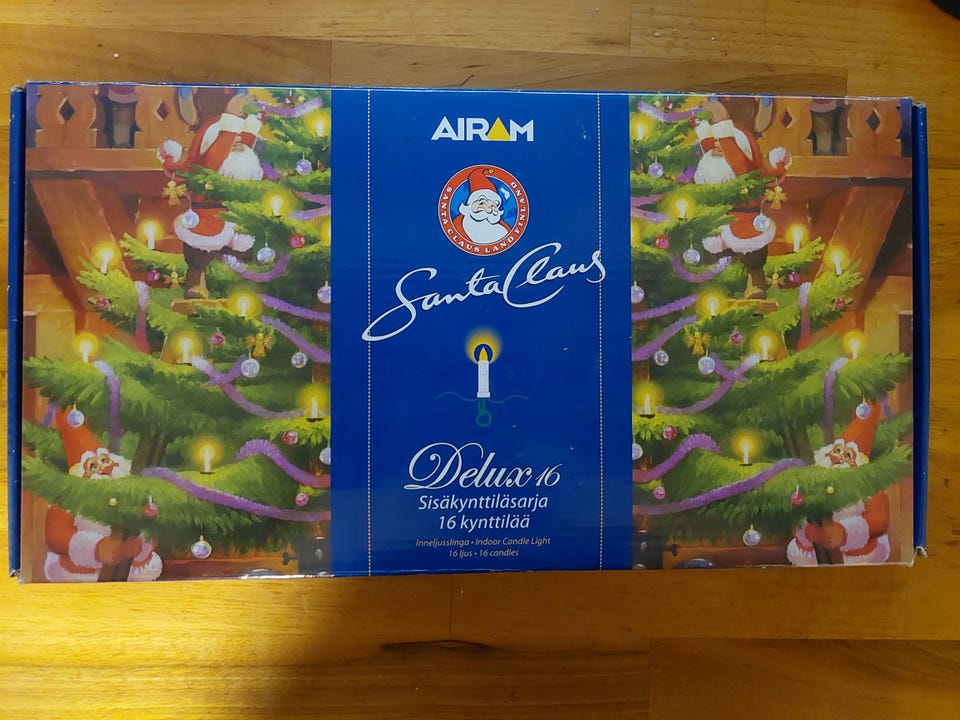 AIRAM
SANTA CLAUS LAND FINLAND
Santa Claus
Delux 16
Sisäkynttiläsarja
16 kynttilää
Inneljusslinga • Indoor Candle Light
16 ljus • 16 candles